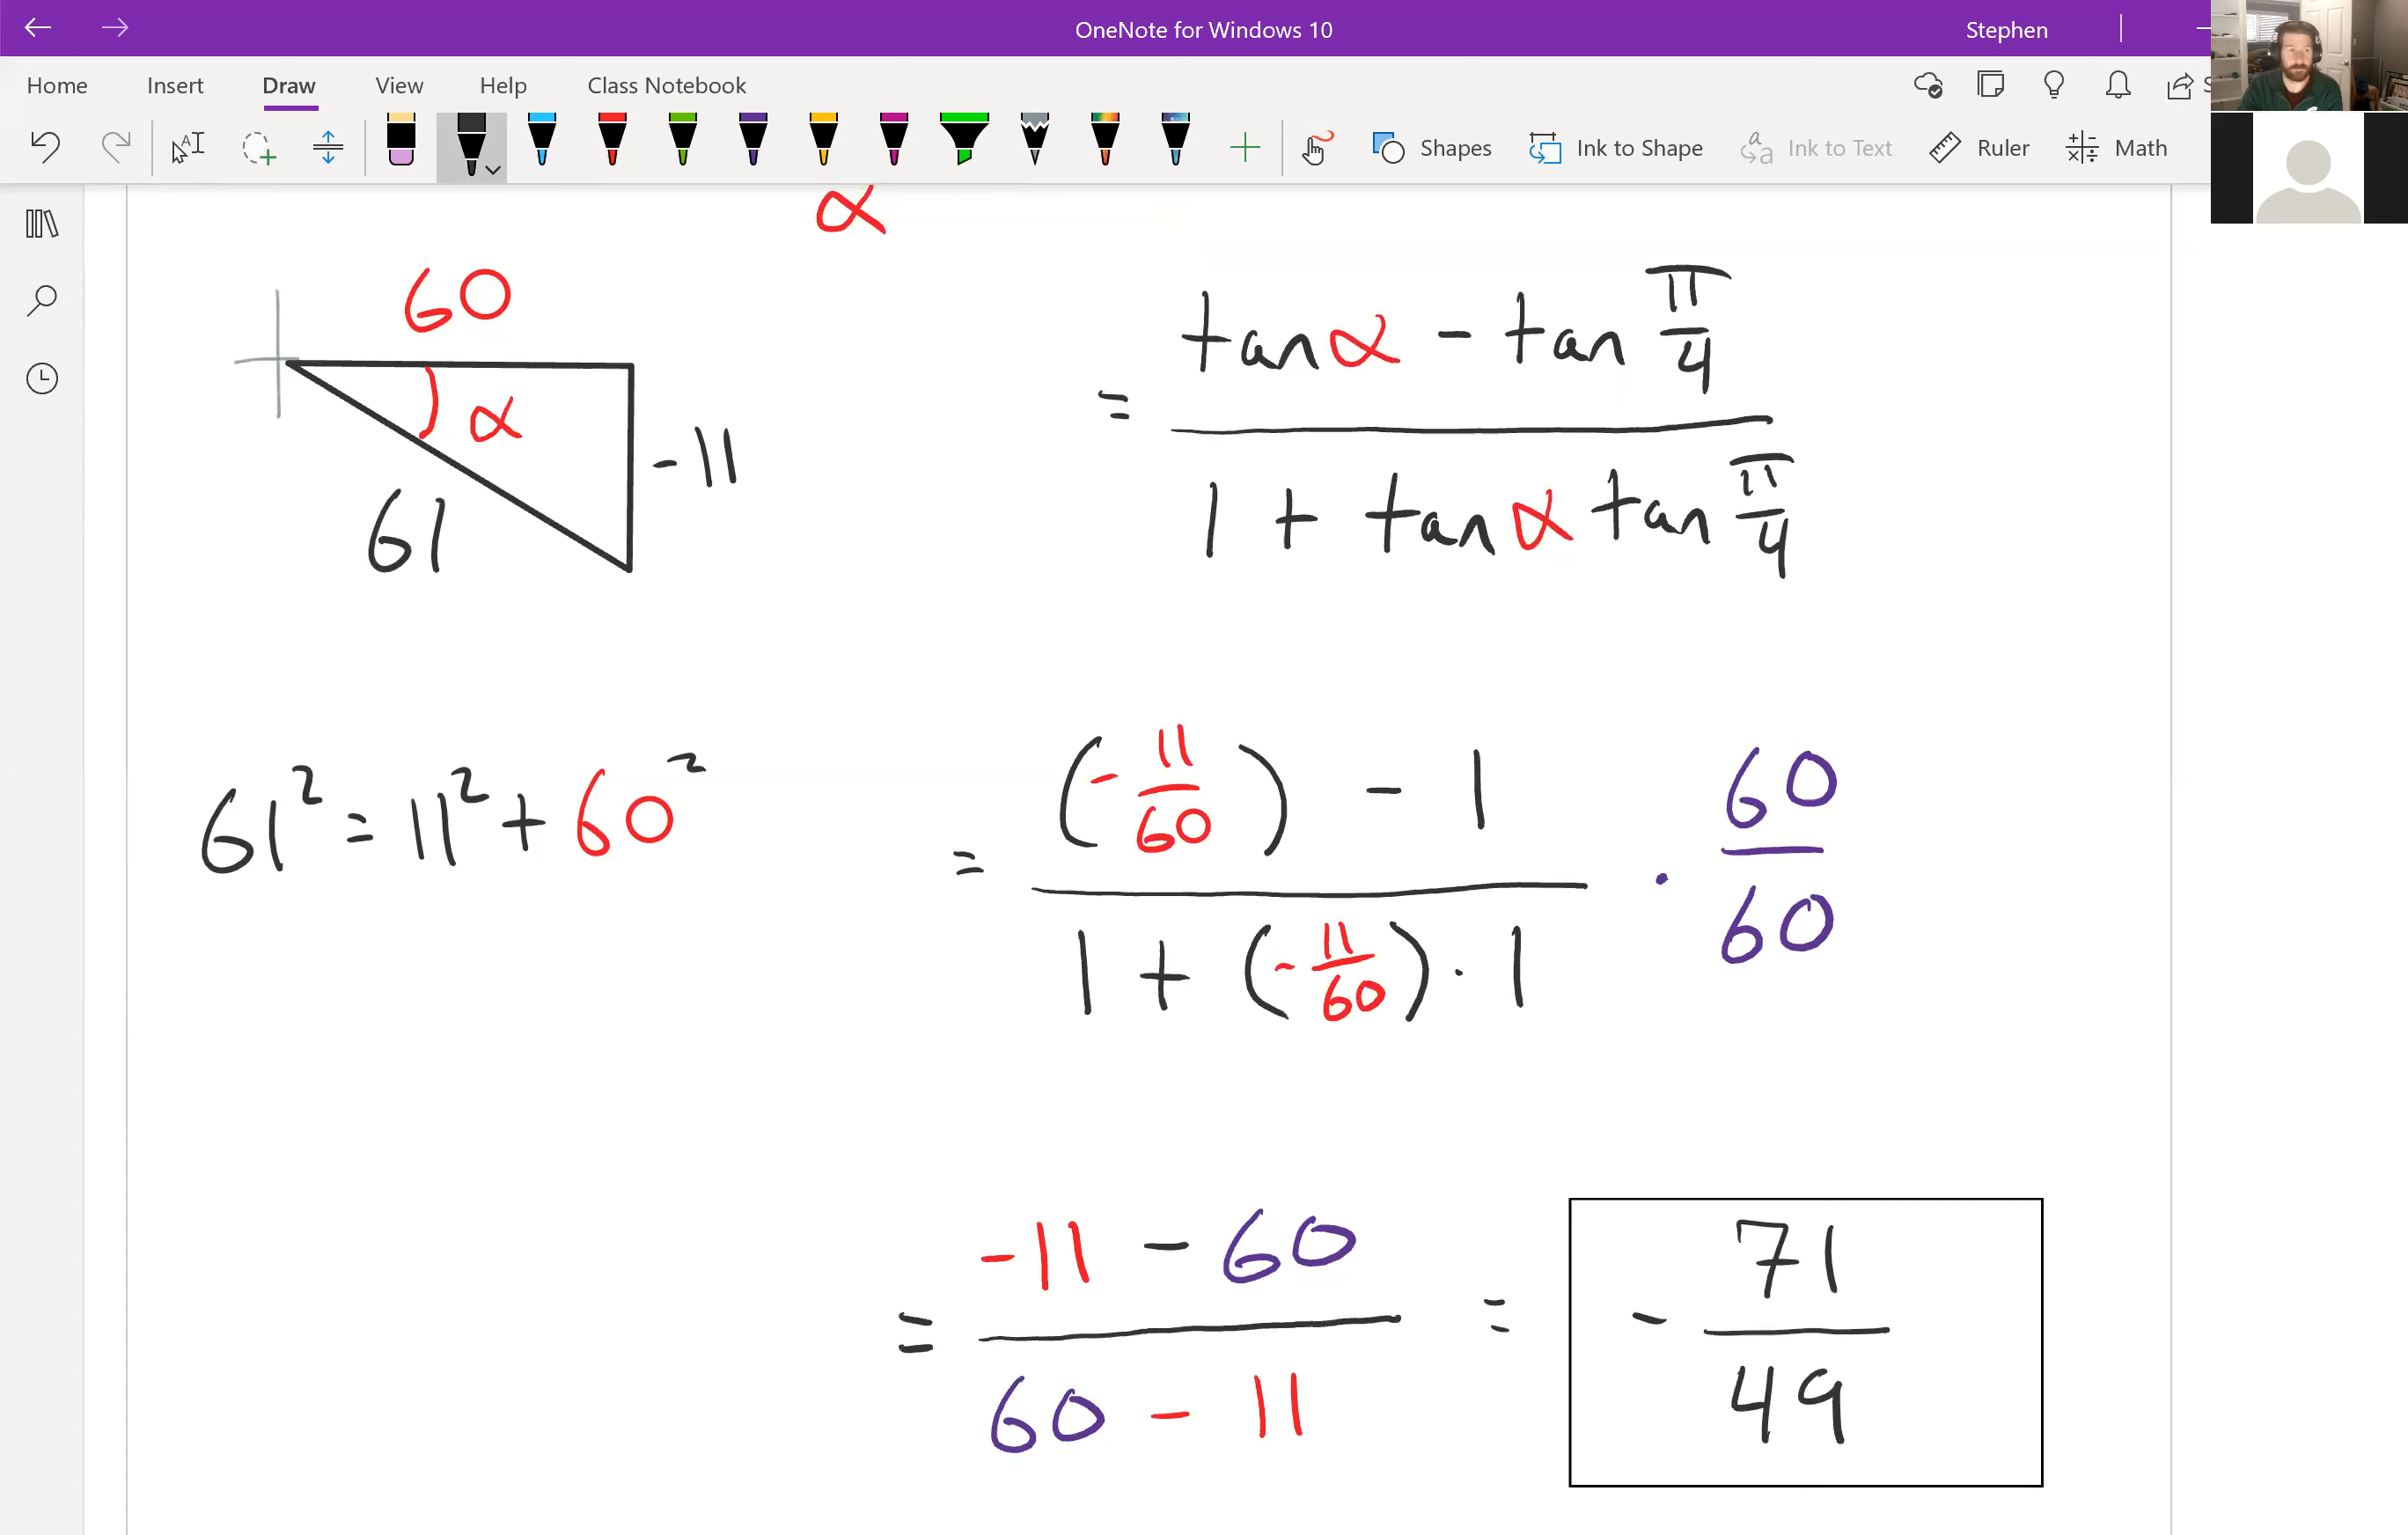 OneNote for Windows 10 Stephen
Home Insert Draw View Help Class Notebook
Shapes Ink to Shape Ink to Text Ruler Math
α
60
α
-11
61
= (tan α - tan π/4) / (1 + tan α tan π/4)
61² = 11² + 60²
= ((-11/60) - 1) / (1 + (-11/60) · 1) · 60/60
= (-11 - 60) / (60 - 11) = -71/49